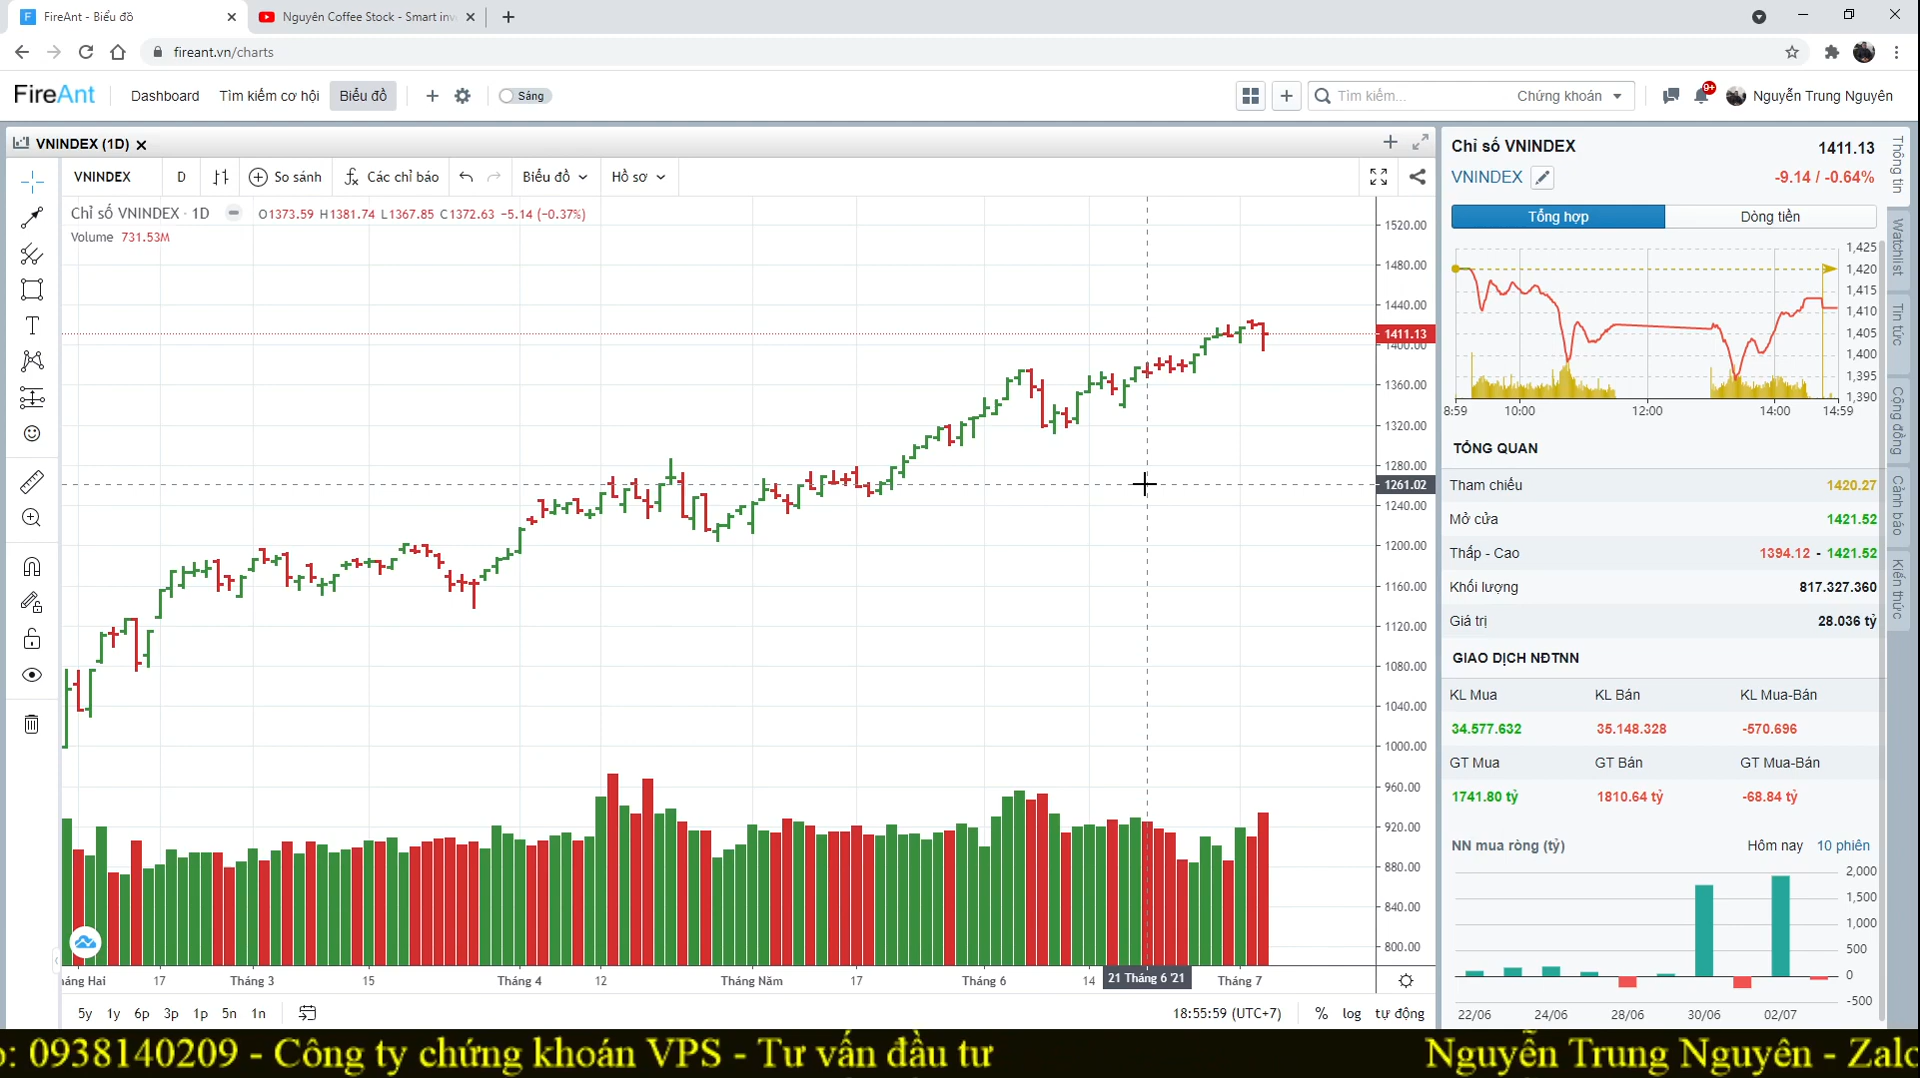 FireAnt - Biểu đồ
Nguyên Coffee Stock - Smart inv
fireant.vn/charts
FireAnt
Dashboard
Tìm kiếm cơ hội
Biểu đồ
Sáng
Tìm kiếm...
Chứng khoán
9+
Nguyễn Trung Nguyên
VNINDEX (1D)
VNINDEX
D
So sánh
Các chỉ báo
Biểu đồ
Hồ sơ
Chỉ số VNINDEX · 1D
O1373.59 H1381.74 L1367.85 C1372.63 -5.14 (-0.37%)
Volume 731.53M
1520.00
1480.00
1440.00
1411.13
1400.00
1360.00
1320.00
1280.00
1261.02
1240.00
1200.00
1160.00
1120.00
1080.00
1040.00
1000.00
960.00
920.00
880.00
840.00
800.00
áng Hai
17
Tháng 3
15
Tháng 4
12
Tháng Năm
17
Tháng 6
14
21 Tháng 6 '21
Tháng 7
5y 1y 6p 3p 1p 5n 1n
18:55:59 (UTC+7)
% log tự động
Chỉ số VNINDEX
1411.13
VNINDEX
-9.14 / -0.64%
Tổng hợp
Dòng tiền
1,425
1,420
1,415
1,410
1,405
1,400
1,395
1,390
8:59 10:00 12:00 14:00 14:59
TỔNG QUAN
Tham chiếu 1420.27
Mở cửa 1421.52
Thấp - Cao 1394.12 - 1421.52
Khối lượng 817.327.360
Giá trị 28.036 tỷ
GIAO DỊCH NĐTNN
KL Mua KL Bán KL Mua-Bán
34.577.632 35.148.328 -570.696
GT Mua GT Bán GT Mua-Bán
1741.80 tỷ 1810.64 tỷ -68.84 tỷ
NN mua ròng (tỷ)
Hôm nay 10 phiên
2,000
1,500
1,000
500
0
-500
22/06 24/06 28/06 30/06 02/07
Thông tin
Watchlist
Tin tức
Cộng đồng
Cảnh báo
Kiến thức
o: 0938140209 - Công ty chứng khoán VPS - Tư vấn đầu tư
Nguyễn Trung Nguyên - Zalo